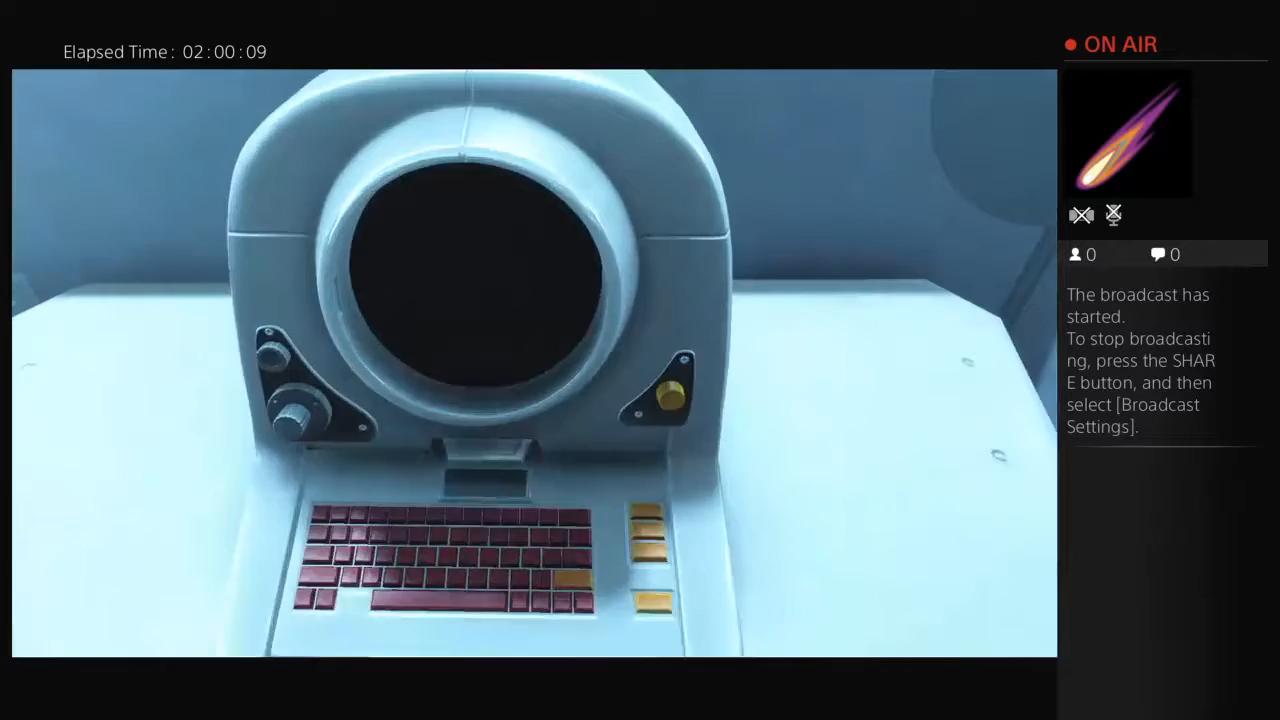 Elapsed Time: 02:00:09
ON AIR
0 0
The broadcast has
started.
To stop broadcasti
ng, press the SHAR
E button, and then
select [Broadcast
Settings].